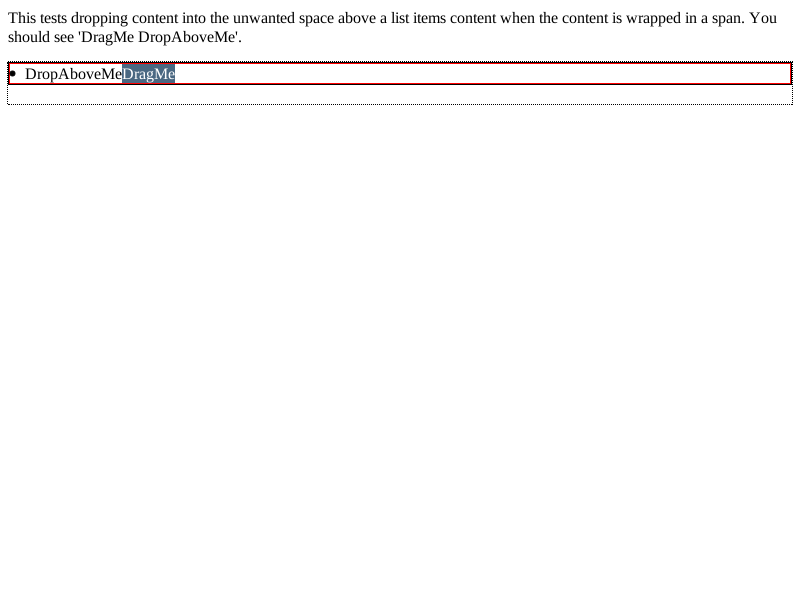 This tests dropping content into the unwanted space above a list items content when the content is wrapped in a span. You
should see 'DragMe DropAboveMe'.
• DropAboveMeDragMe